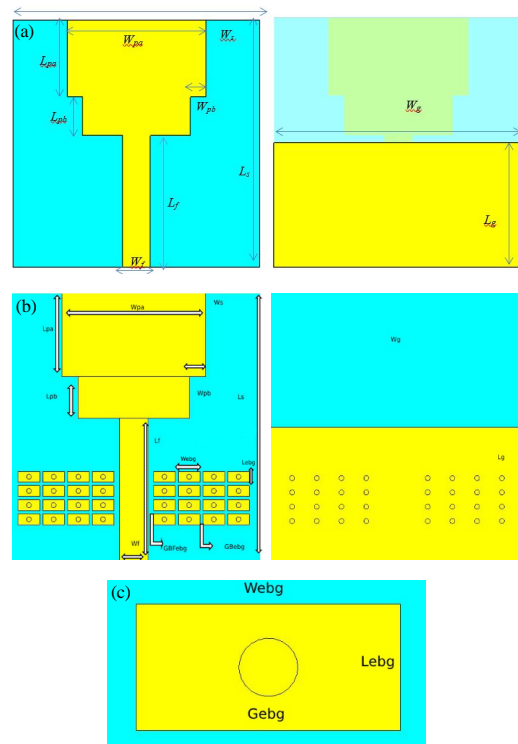 (a)
Ws
Wpa
Lpa
Wpb
Lpb
Wg
Ls
Lf
Lg
Wf
(b)
Ws
Wpa
Lpa
Wg
Lpb
Wpb
Ls
Lf
Webg
Lebg
Lg
Wf
GBFebg
GBebg
(c)
Webg
Lebg
Gebg